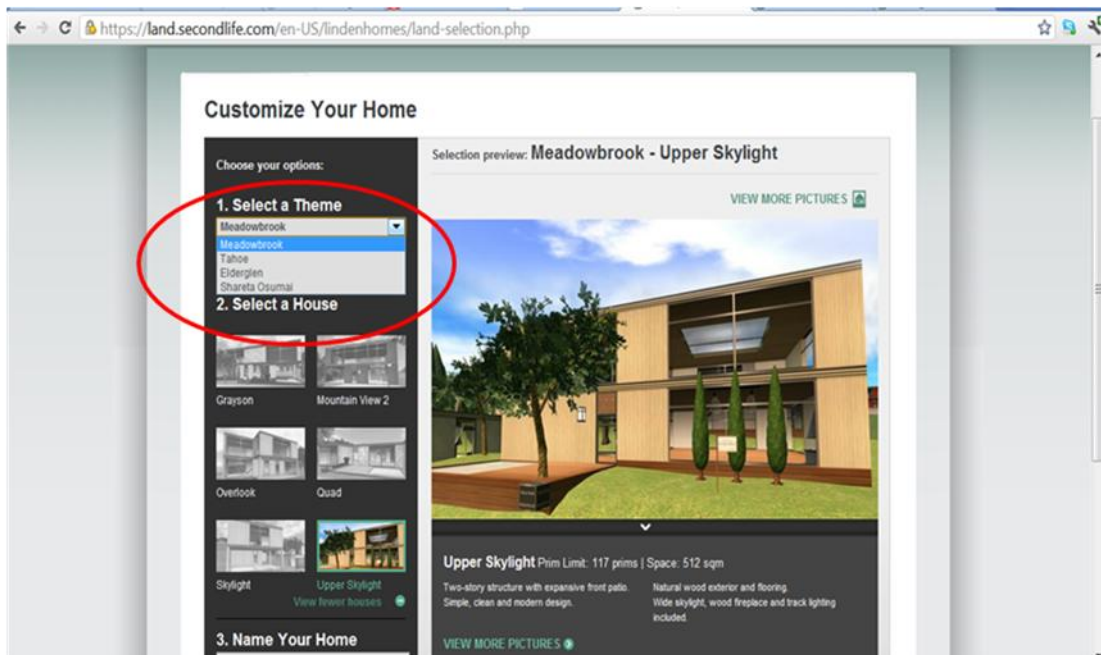 https://land.secondlife.com/en-US/lindenhomes/land-selection.php
Customize Your Home
Choose your options:
1. Select a Theme
Meadowbrook
Meadowbrook
Tahoe
Elderglen
Shareta Osumai
2. Select a House
Grayson
Mountain View 2
Overlook
Quad
Skylight
Upper Skylight
View fewer houses
3. Name Your Home
Selection preview: Meadowbrook - Upper Skylight
VIEW MORE PICTURES
Upper Skylight Prim Limit: 117 prims | Space: 512 sqm
Two-story structure with expansive front patio.
Simple, clean and modern design.
Natural wood exterior and flooring.
Wide skylight, wood fireplace and track lighting
included.
VIEW MORE PICTURES